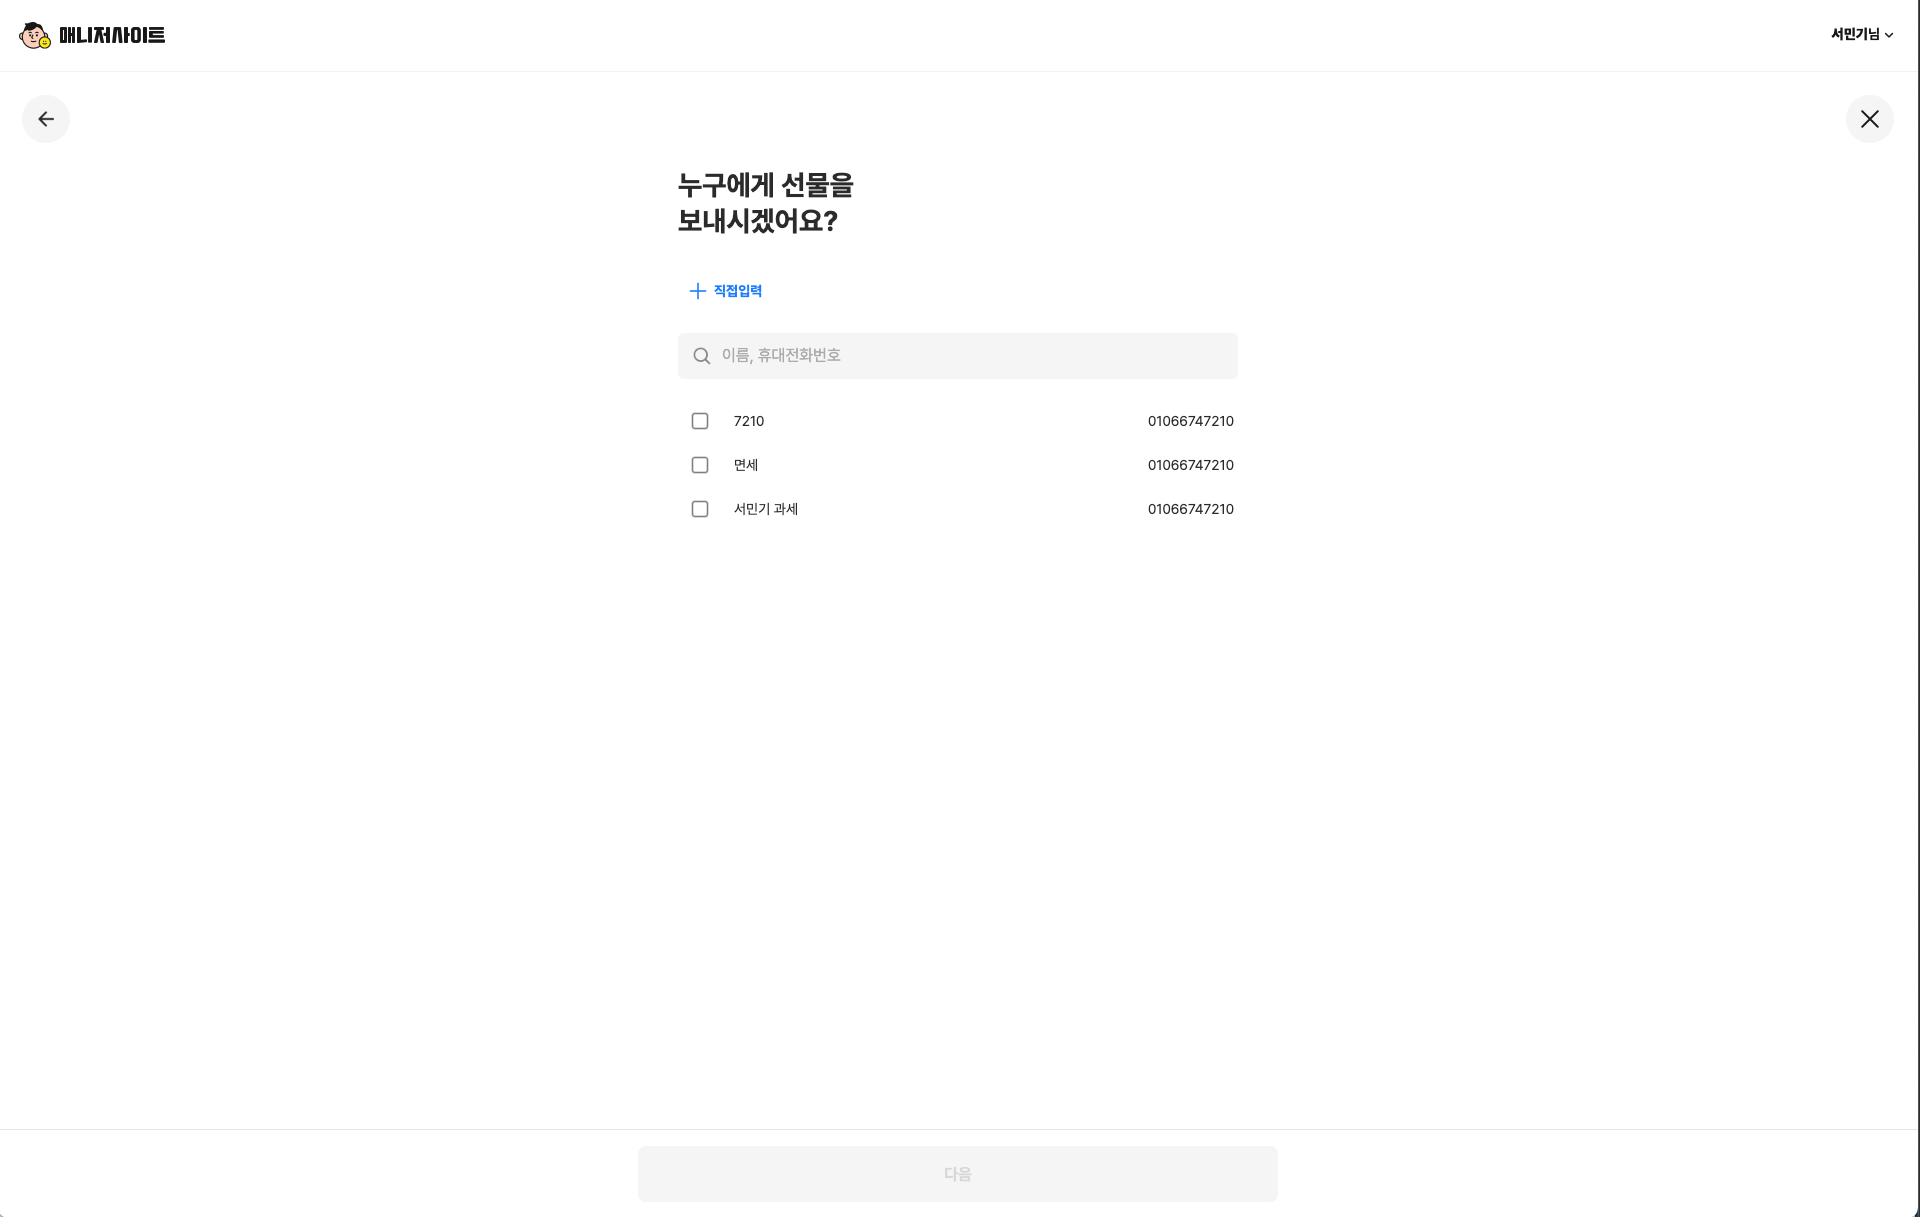 매니저사이트
서민기님
누구에게 선물을
보내시겠어요?
직접입력
이름, 휴대전화번호
7210 01066747210
면세 01066747210
서민기 과세 01066747210
다음